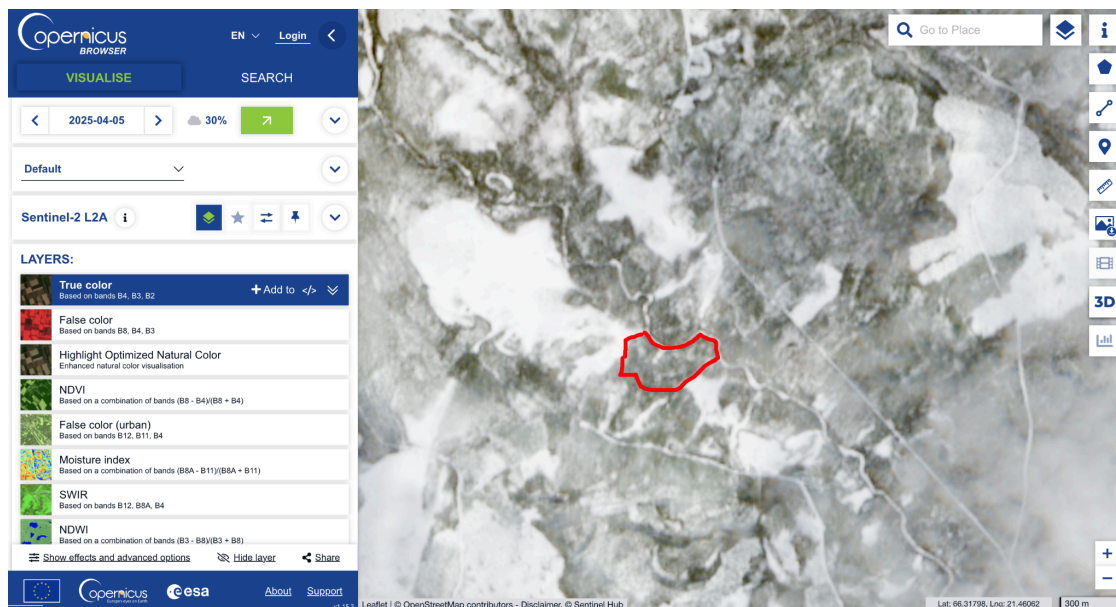 Copernicus
BROWSER
EN
Login
VISUALISE
SEARCH
2025-04-05
30%
Default
Sentinel-2 L2A
i
LAYERS:
True color
Based on bands B4, B3, B2
+ Add to </>
False color
Based on bands B8, B4, B3
Highlight Optimized Natural Color
Enhanced natural color visualisation
NDVI
Based on a combination of bands (B8 - B4)/(B8 + B4)
False color (urban)
Based on bands B12, B11, B4
Moisture index
Based on a combination of bands (B8A - B11)/(B8A + B11)
SWIR
Based on bands B12, B8A, B4
NDWI
Based on a combination of bands (B3 - B8)/(B3 + B8)
Show effects and advanced options
Hide layer
Share
Copernicus
Europe's eyes on Earth
esa
About
Support
Go to Place
i
3D
+
−
Leaflet | © OpenStreetMap contributors - Disclaimer, © Sentinel Hub
Lat: 66.31798, Lng: 21.46062
300 m